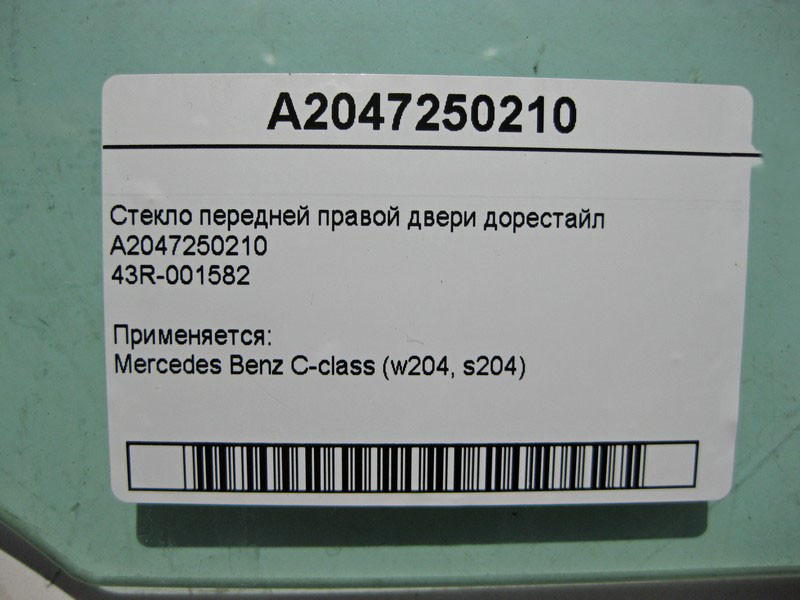 A2047250210
Стекло передней правой двери дорестайл
A2047250210
43R-001582
Применяется:
Mercedes Benz C-class (w204, s204)